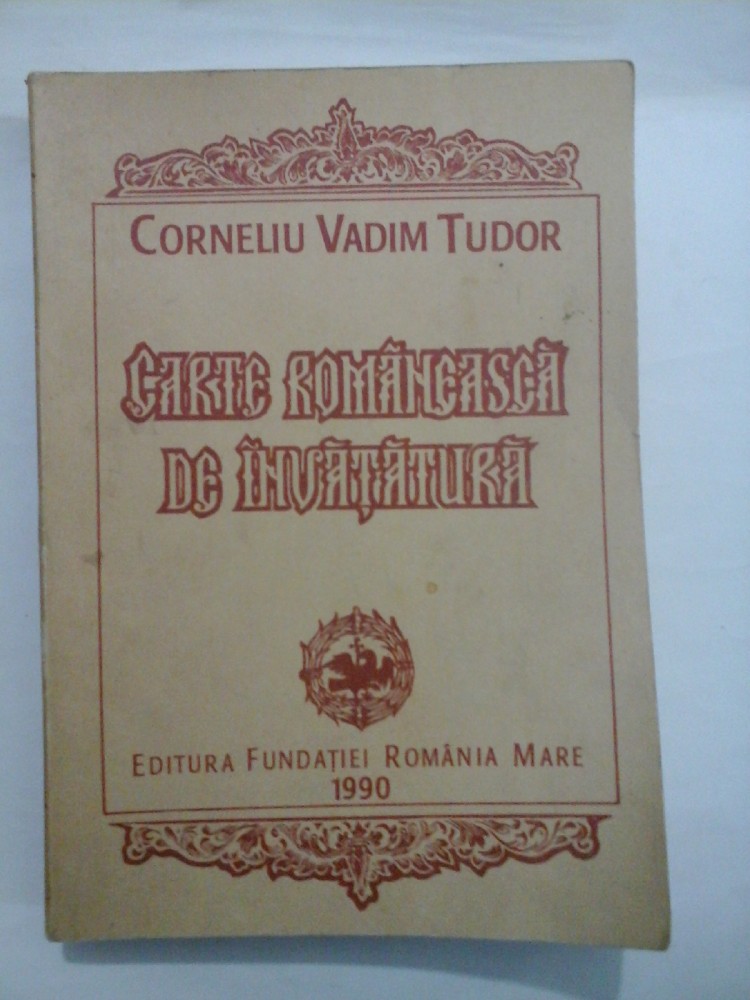 CORNELIU VADIM TUDOR
CARTE ROMÂNEASCĂ
DE ÎNVĂȚĂTURĂ
EDITURA FUNDAȚIEI ROMÂNIA MARE
1990